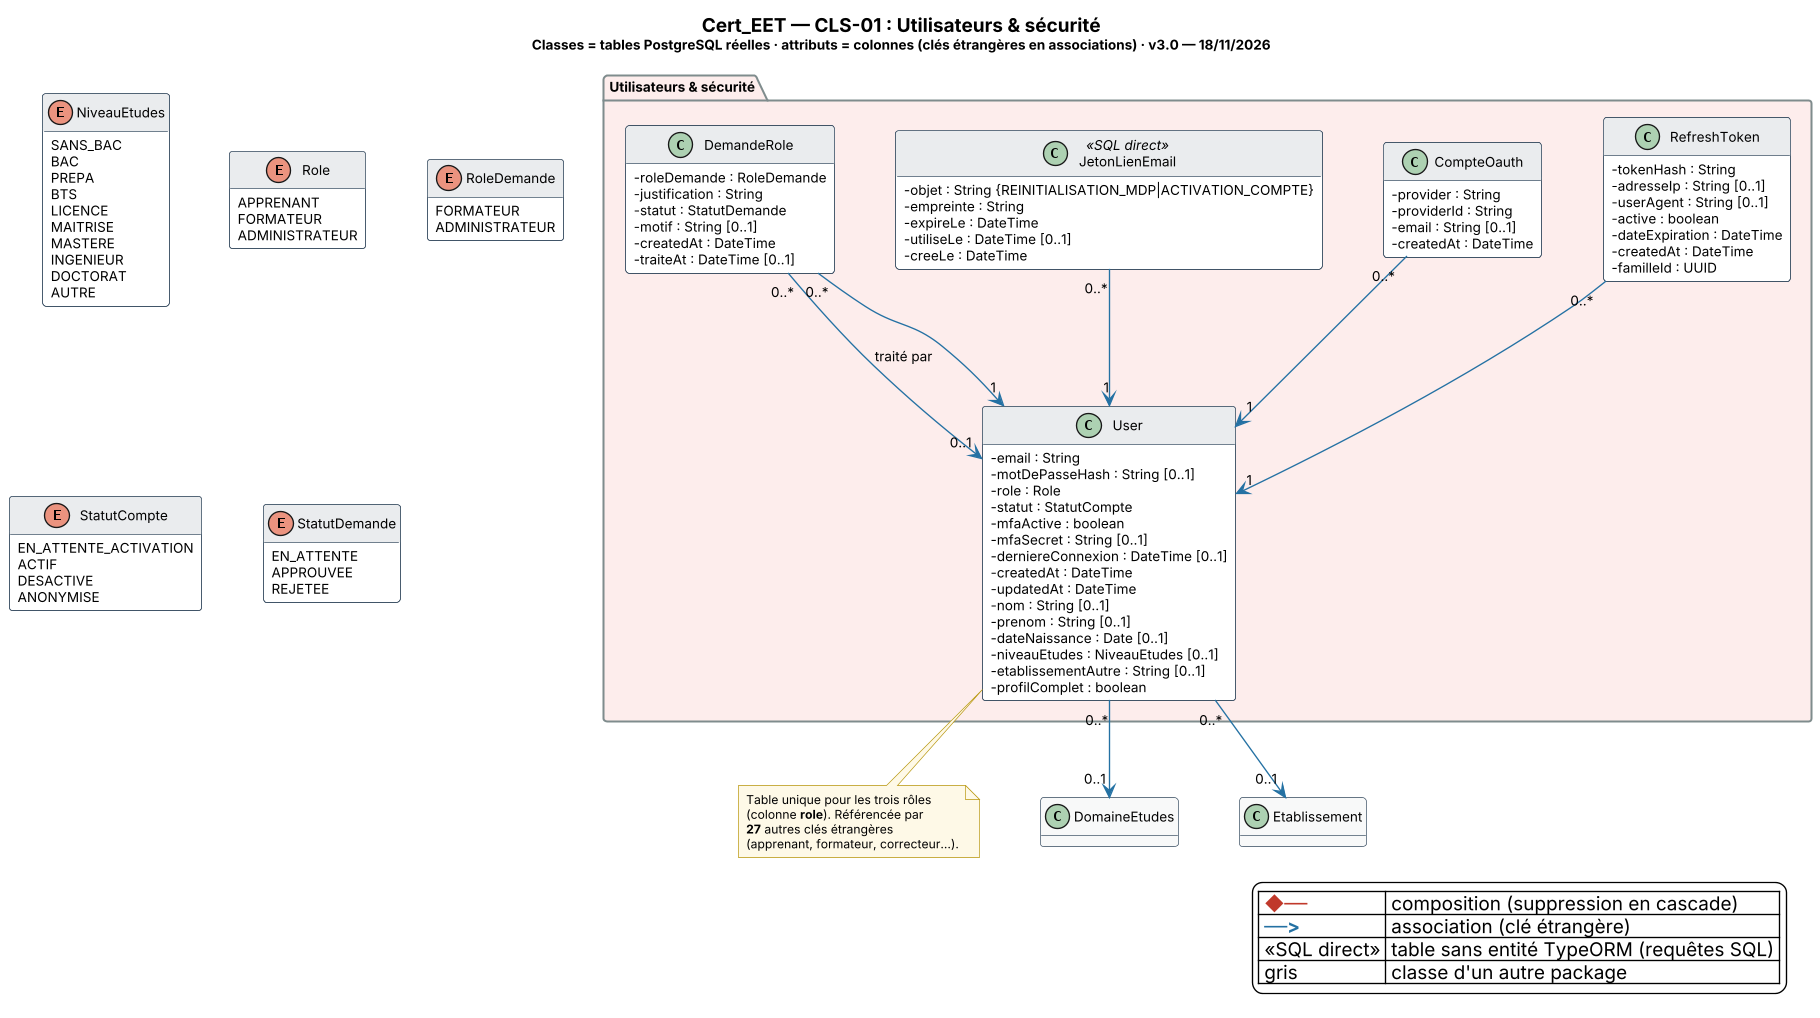 Cert_EET — CLS-01 : Utilisateurs & sécurité
Classes = tables PostgreSQL réelles · attributs = colonnes (clés étrangères en associations) · v3.0 — 18/11/2026
E NiveauEtudes
SANS_BAC
BAC
PREPA
BTS
LICENCE
MAITRISE
MASTERE
INGENIEUR
DOCTORAT
AUTRE
E Role
APPRENANT
FORMATEUR
ADMINISTRATEUR
E RoleDemande
FORMATEUR
ADMINISTRATEUR
Utilisateurs & sécurité
C DemandeRole
-roleDemande : RoleDemande
-justification : String
-statut : StatutDemande
-motif : String [0..1]
-createdAt : DateTime
-traiteAt : DateTime [0..1]
C «SQL direct»
JetonLienEmail
-objet : String {REINITIALISATION_MDP|ACTIVATION_COMPTE}
-empreinte : String
-expireLe : DateTime
-utiliseLe : DateTime [0..1]
-creeLe : DateTime
C CompteOauth
-provider : String
-providerId : String
-email : String [0..1]
-createdAt : DateTime
C RefreshToken
-tokenHash : String
-adresseIp : String [0..1]
-userAgent : String [0..1]
-active : boolean
-dateExpiration : DateTime
-createdAt : DateTime
-familleId : UUID
0..* 0..*
0..*
0..*
0..*
traité par
1
1
1
0..1
1
E StatutCompte
EN_ATTENTE_ACTIVATION
ACTIF
DESACTIVE
ANONYMISE
E StatutDemande
EN_ATTENTE
APPROUVEE
REJETEE
C User
-email : String
-motDePasseHash : String [0..1]
-role : Role
-statut : StatutCompte
-mfaActive : boolean
-mfaSecret : String [0..1]
-derniereConnexion : DateTime [0..1]
-createdAt : DateTime
-updatedAt : DateTime
-nom : String [0..1]
-prenom : String [0..1]
-dateNaissance : Date [0..1]
-niveauEtudes : NiveauEtudes [0..1]
-etablissementAutre : String [0..1]
-profilComplet : boolean
0..*
0..*
0..1
0..1
Table unique pour les trois rôles
(colonne role). Référencée par
27 autres clés étrangères
(apprenant, formateur, correcteur...).
C DomaineEtudes
C Etablissement
composition (suppression en cascade)
association (clé étrangère)
«SQL direct» table sans entité TypeORM (requêtes SQL)
gris classe d'un autre package